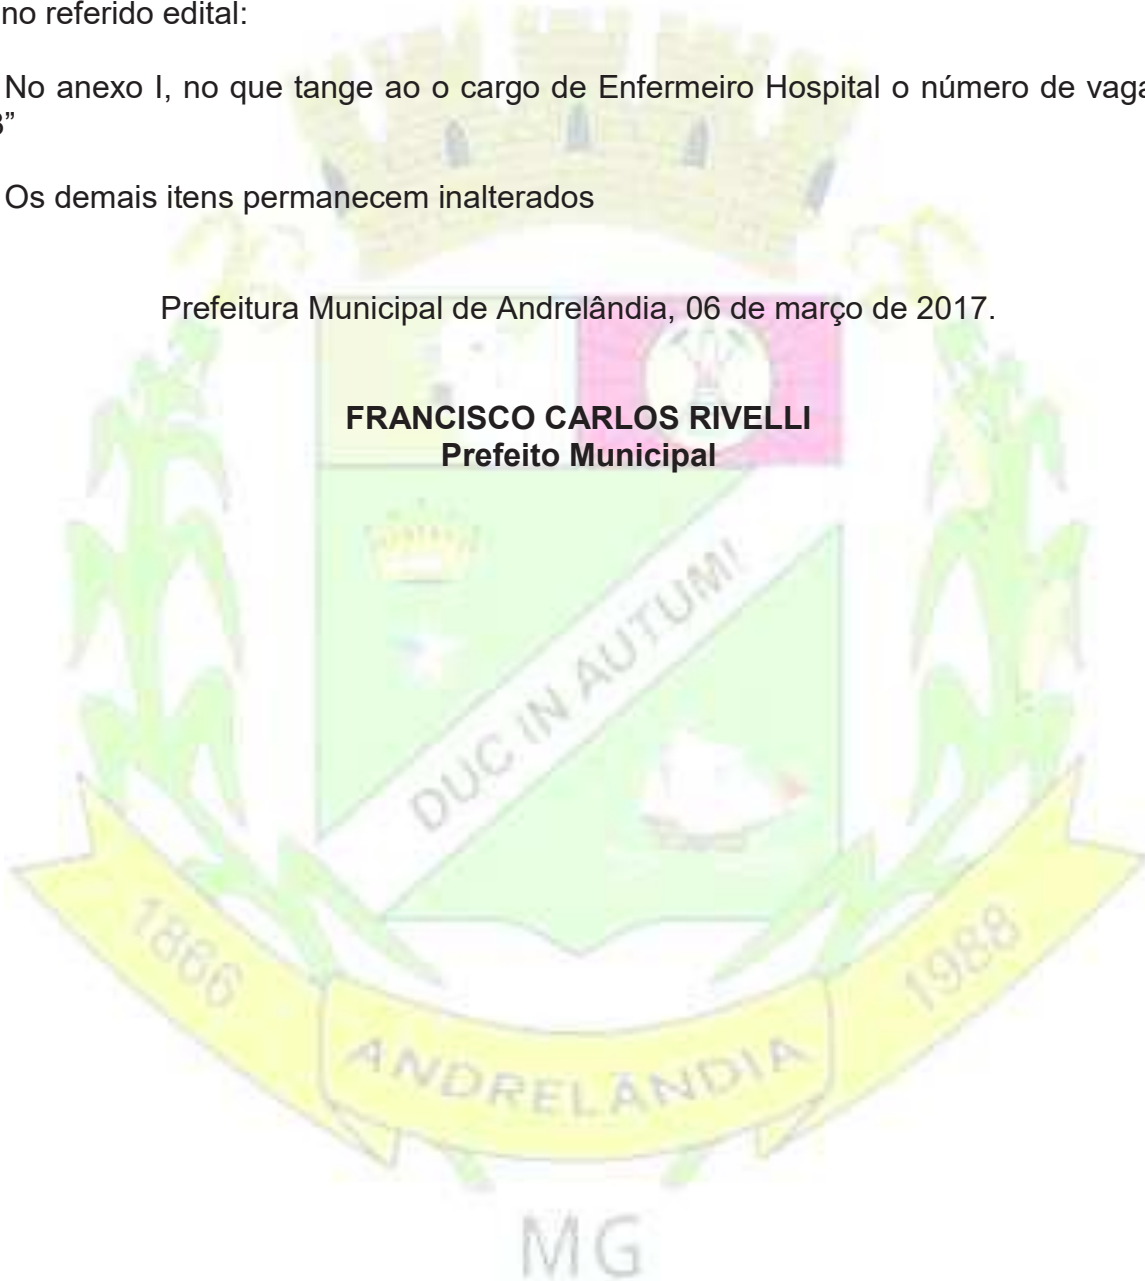 no referido edital:
No anexo I, no que tange ao o cargo de Enfermeiro Hospital o número de vaga
3”
Os demais itens permanecem inalterados
Prefeitura Municipal de Andrelândia, 06 de março de 2017.
FRANCISCO CARLOS RIVELLI
Prefeito Municipal
DUC IN AUTUM!
1866
ANDRELÂNDIA
1988
MG